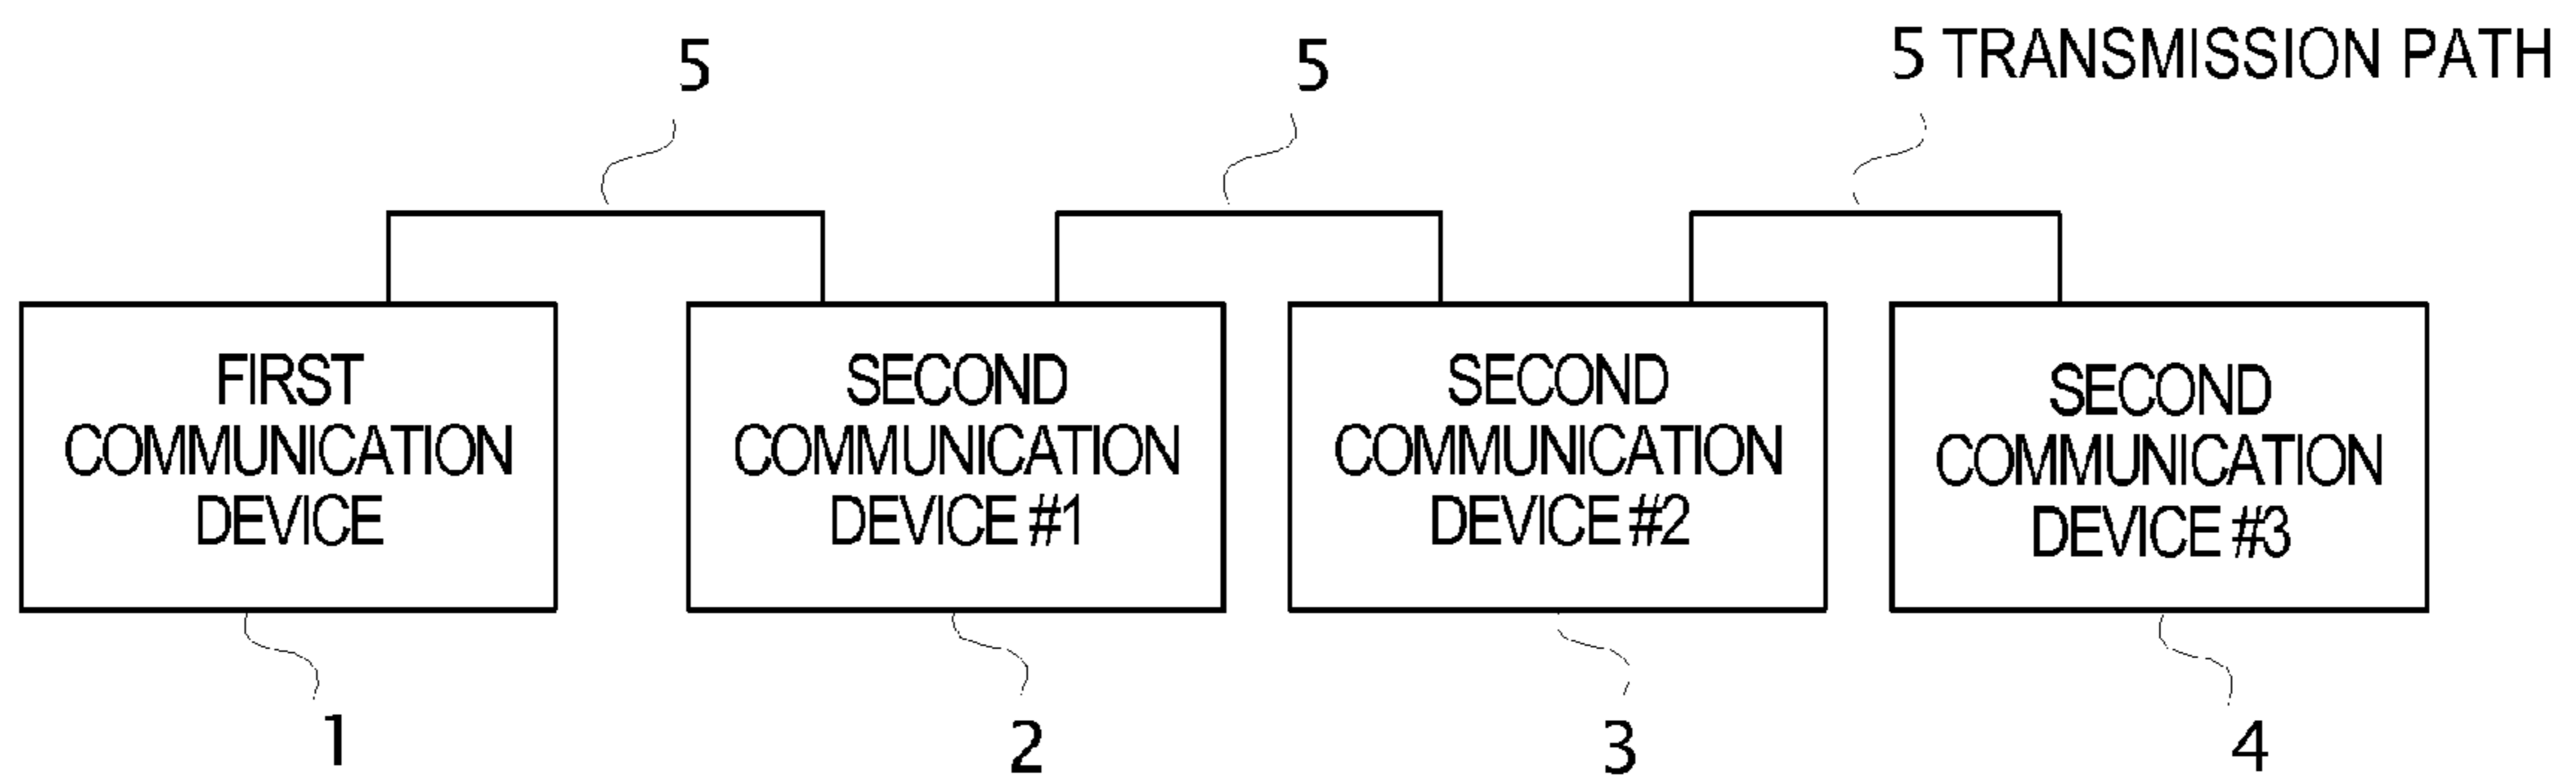 5
5
5 TRANSMISSION PATH
FIRST
COMMUNICATION
DEVICE
SECOND
COMMUNICATION
DEVICE #1
SECOND
COMMUNICATION
DEVICE #2
SECOND
COMMUNICATION
DEVICE #3
1
2
3
4